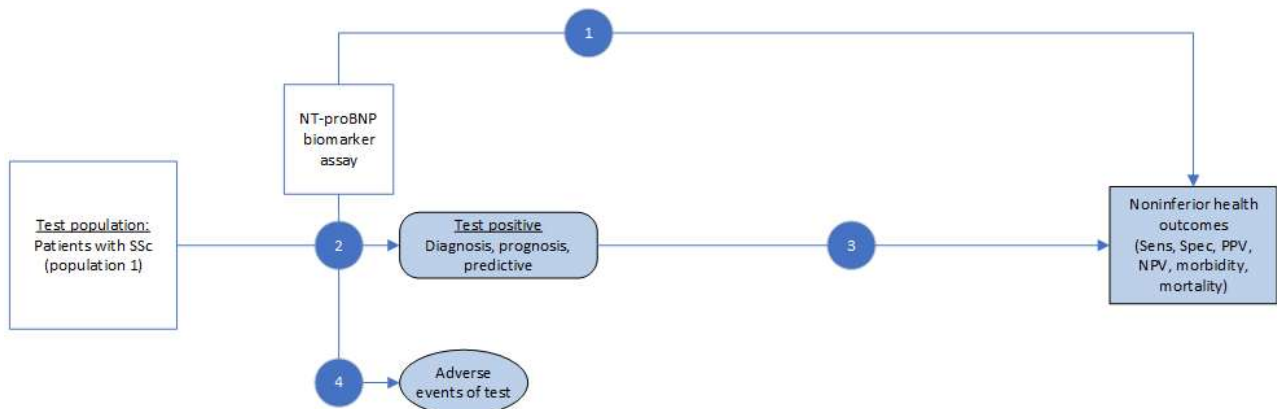 1
NT-proBNP
biomarker
assay
Test population:
Patients with SSc
(population 1)
2
Test positive
Diagnosis, prognosis,
predictive
3
Noninferior health
outcomes
(Sens, Spec, PPV,
NPV, morbidity,
mortality)
4
Adverse
events of test